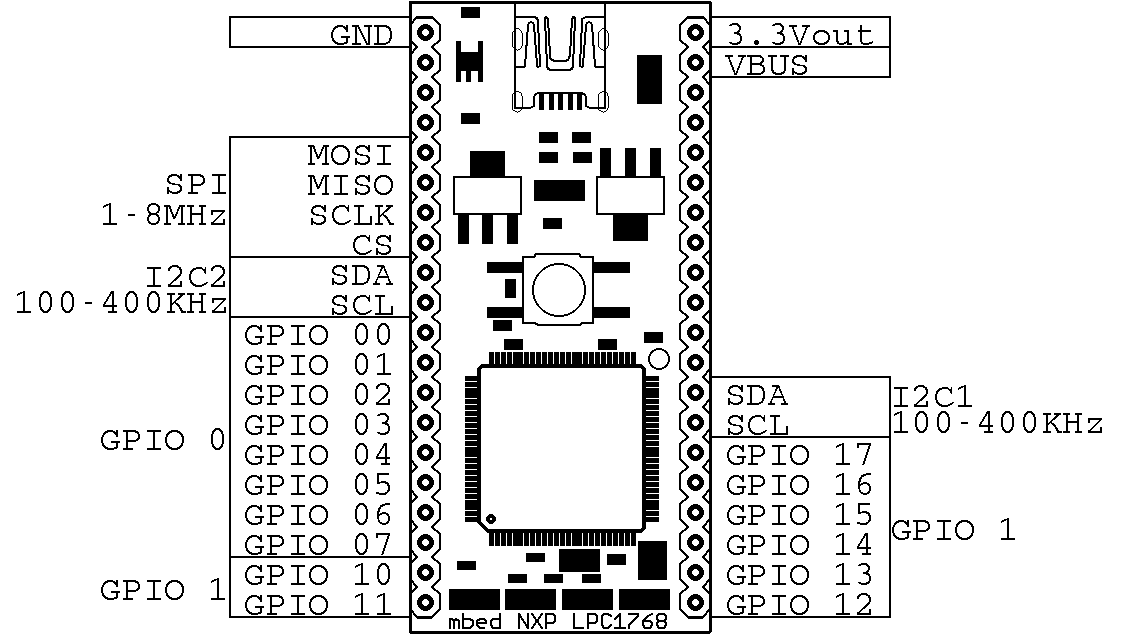 GND
3.3Vout
VBUS
MOSI
SPI
MISO
1-8MHz
SCLK
CS
I2C2
SDA
100-400KHz
SCL
GPIO 00
GPIO 01
GPIO 02
GPIO 03
GPIO 0
GPIO 04
GPIO 05
GPIO 06
GPIO 07
GPIO 1
GPIO 10
GPIO 11
SDA
I2C1
SCL
100-400KHz
GPIO 17
GPIO 16
GPIO 15
GPIO 1
GPIO 14
GPIO 13
GPIO 12
mbed NXP LPC1768